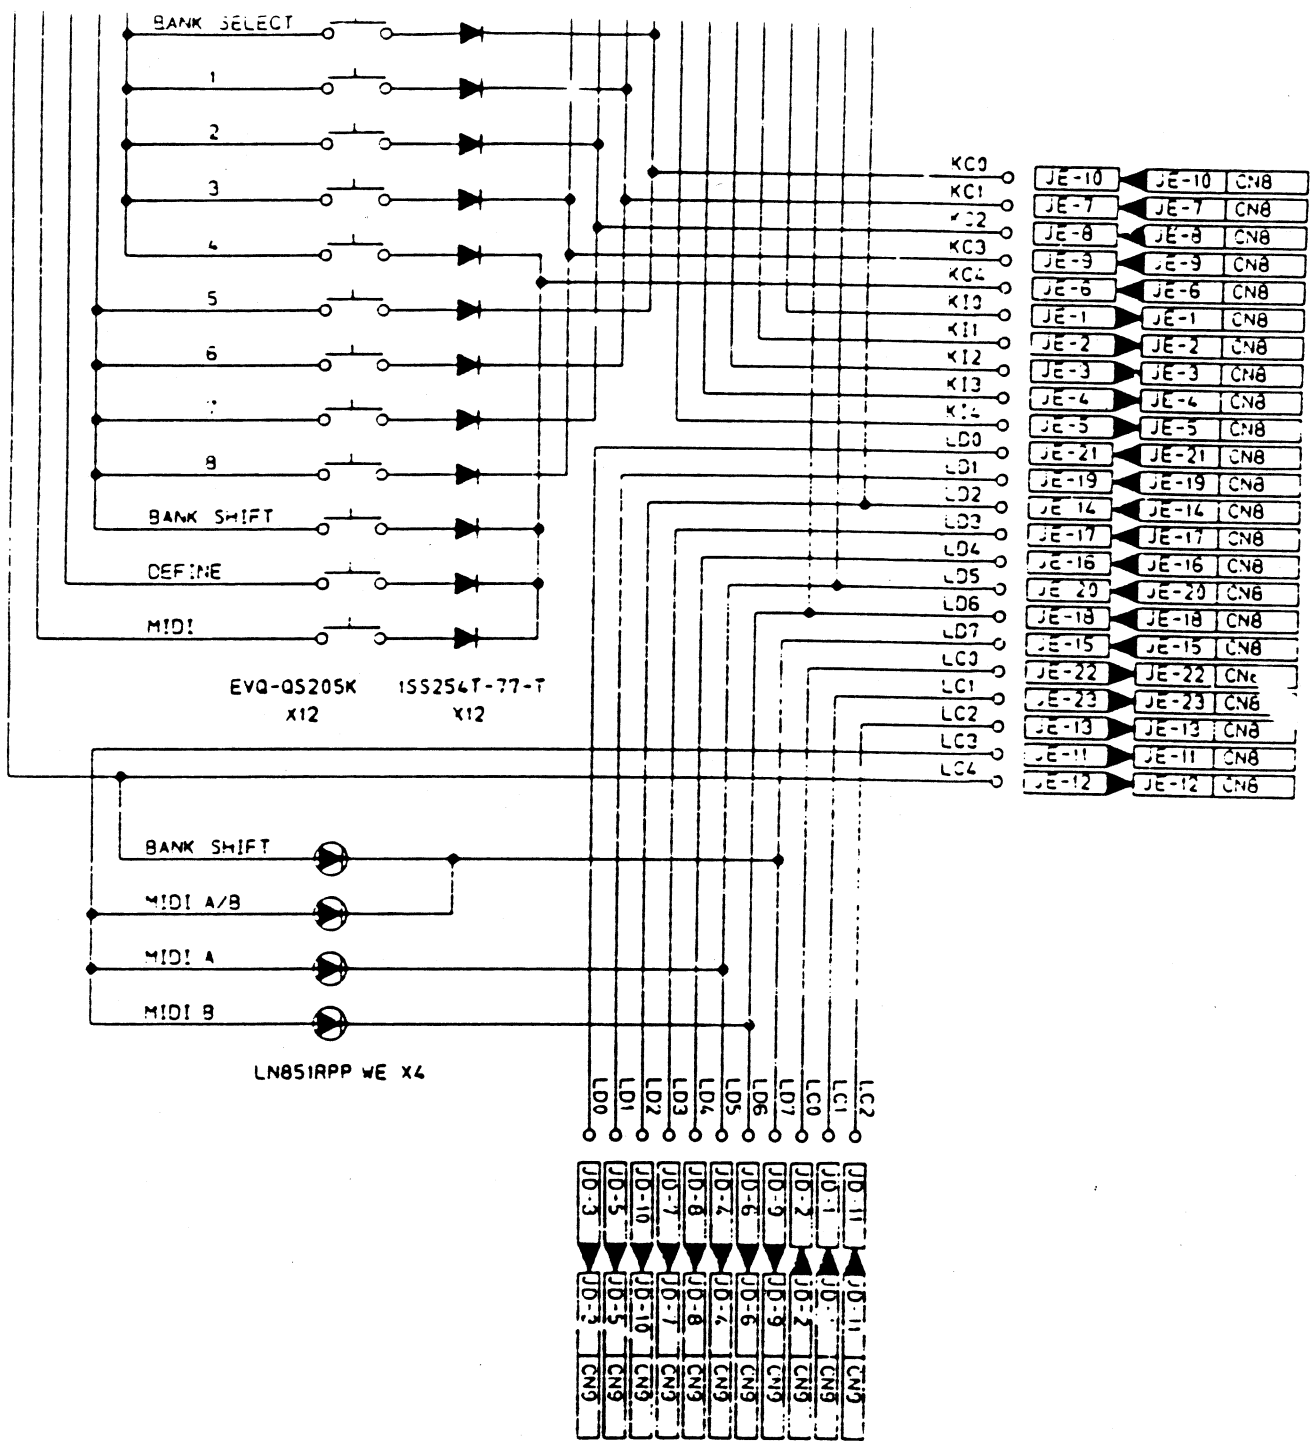 BANK SELECT
1
2
3
4
5
6
8
BANK SHIFT
DEFINE
MIDI
EVQ-QS205K
X12
1SS254T-77-T
X12
KC0 JE-10 JE-10 CN8
KC1 JE-7 JE-7 CN8
KC2 JE-8 JE-8 CN8
KC3 JE-9 JE-9 CN8
KC4 JE-6 JE-6 CN8
KI0 JE-1 JE-1 CN8
KI1 JE-2 JE-2 CN8
KI2 JE-3 JE-3 CN8
KI3 JE-4 JE-4 CN8
KI4 JE-5 JE-5 CN8
LD0 JE-21 JE-21 CN8
LD1 JE-19 JE-19 CN8
LD2 JE-14 JE-14 CN8
LD3 JE-17 JE-17 CN8
LD4 JE-16 JE-16 CN8
LD5 JE-20 JE-20 CN8
LD6 JE-18 JE-18 CN8
LD7 JE-15 JE-15 CN8
LC0 JE-22 JE-22
LC1 JE-23 JE-23 CN8
LC2 JE-13 JE-13 CN8
LC3 JE-11 JE-11 CN8
LC4 JE-12 JE-12 CN8
BANK SHIFT
MIDI A/B
MIDI A
MIDI B
LN851RPP WE X4
LD0 JD-3 JD-3 CN9
LD1 JD-5 JD-5 CN9
LD2 JD-10 JD-10 CN9
LD3 JD-7 JD-7 CN9
LD4 JD-8 JD-8 CN9
LD5 JD-4 JD-4 CN9
LD6 JD-6 JD-6 CN9
LD7 JD-9 JD-9 CN9
LC0 JD-2 JD-2 CN9
LC1 JD-1 CN9
LC2 JD-11 JD-11 CN9